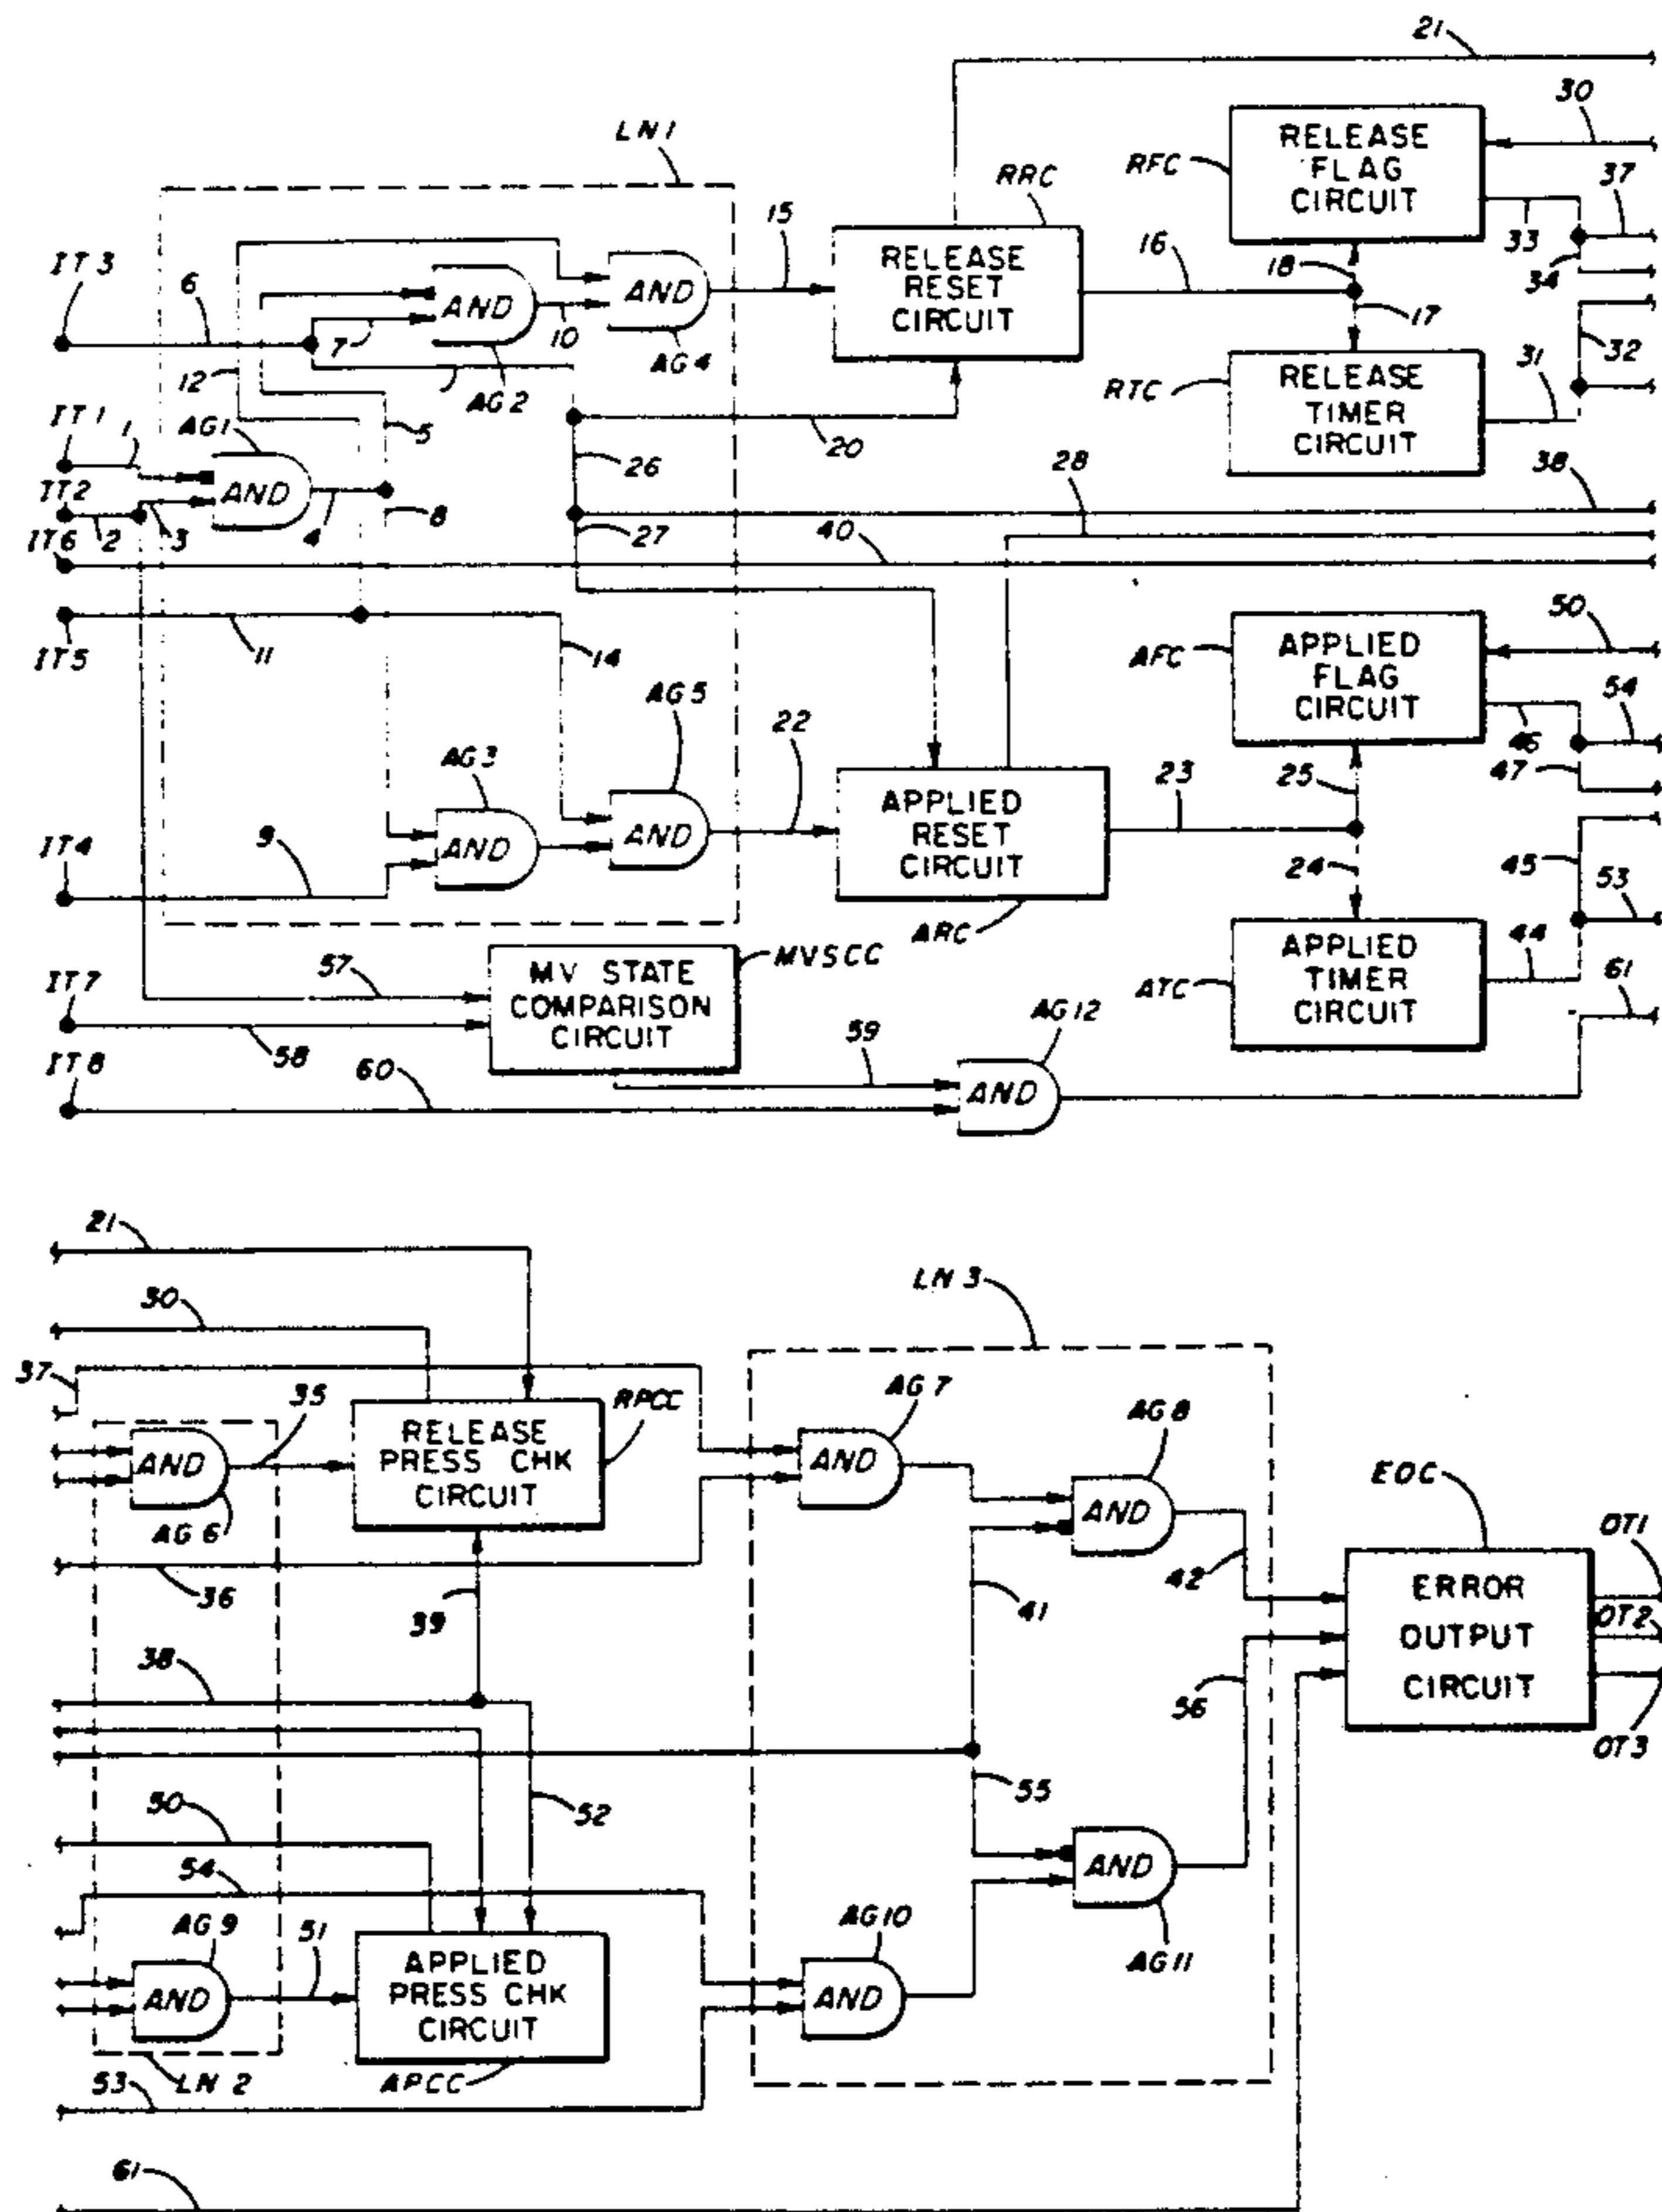 21
30
LN1
RELEASE
FLAG
CIRCUIT
RFC
37
RRC
33
34
IT3
6
15
RELEASE
RESET
CIRCUIT
16
18
17
AND
AND
7
10
AG4
12
AG2
RTC
RELEASE
TIMER
CIRCUIT
31
32
IT1
1
AG1
5
20
26
28
38
IT2
AND
2
3
4
8
IT6
27
40
IT5
11
14
AFC
APPLIED
FLAG
CIRCUIT
50
54
AG5
46
47
22
AG3
IT4
9
AND
AND
APPLIED
RESET
CIRCUIT
23
25
24
45
53
ARC
ATC
APPLIED
TIMER
CIRCUIT
44
61
MVSCC
MV STATE
COMPARISON
CIRCUIT
57
IT7
58
AG12
IT8
60
59
AND
21
LN3
30
37
35
RPCC
AG7
AG8
AND
RELEASE
PRESS CHK
CIRCUIT
AND
EOC
AG6
AND
OT1
36
42
39
41
ERROR
OUTPUT
CIRCUIT
OT2
38
56
OT3
50
52
55
54
AG9
AG10
AND
51
AG11
AND
APPLIED
PRESS CHK
CIRCUIT
AND
53
LN2
APCC
61